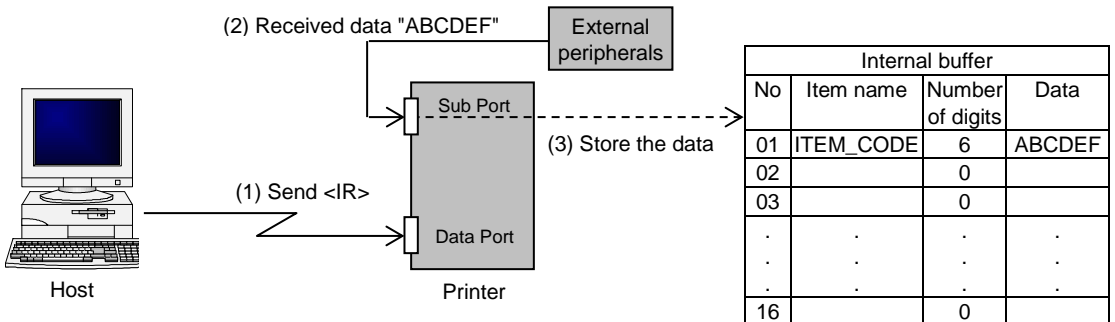 (2) Received data "ABCDEF"
External
peripherals
Sub Port
(3) Store the data
(1) Send <IR>
Data Port
Host
Printer
Internal buffer
No Item name Number of digits Data
01 ITEM_CODE 6 ABCDEF
02 0
03 0
. . . .
. . . .
. . . .
16 0